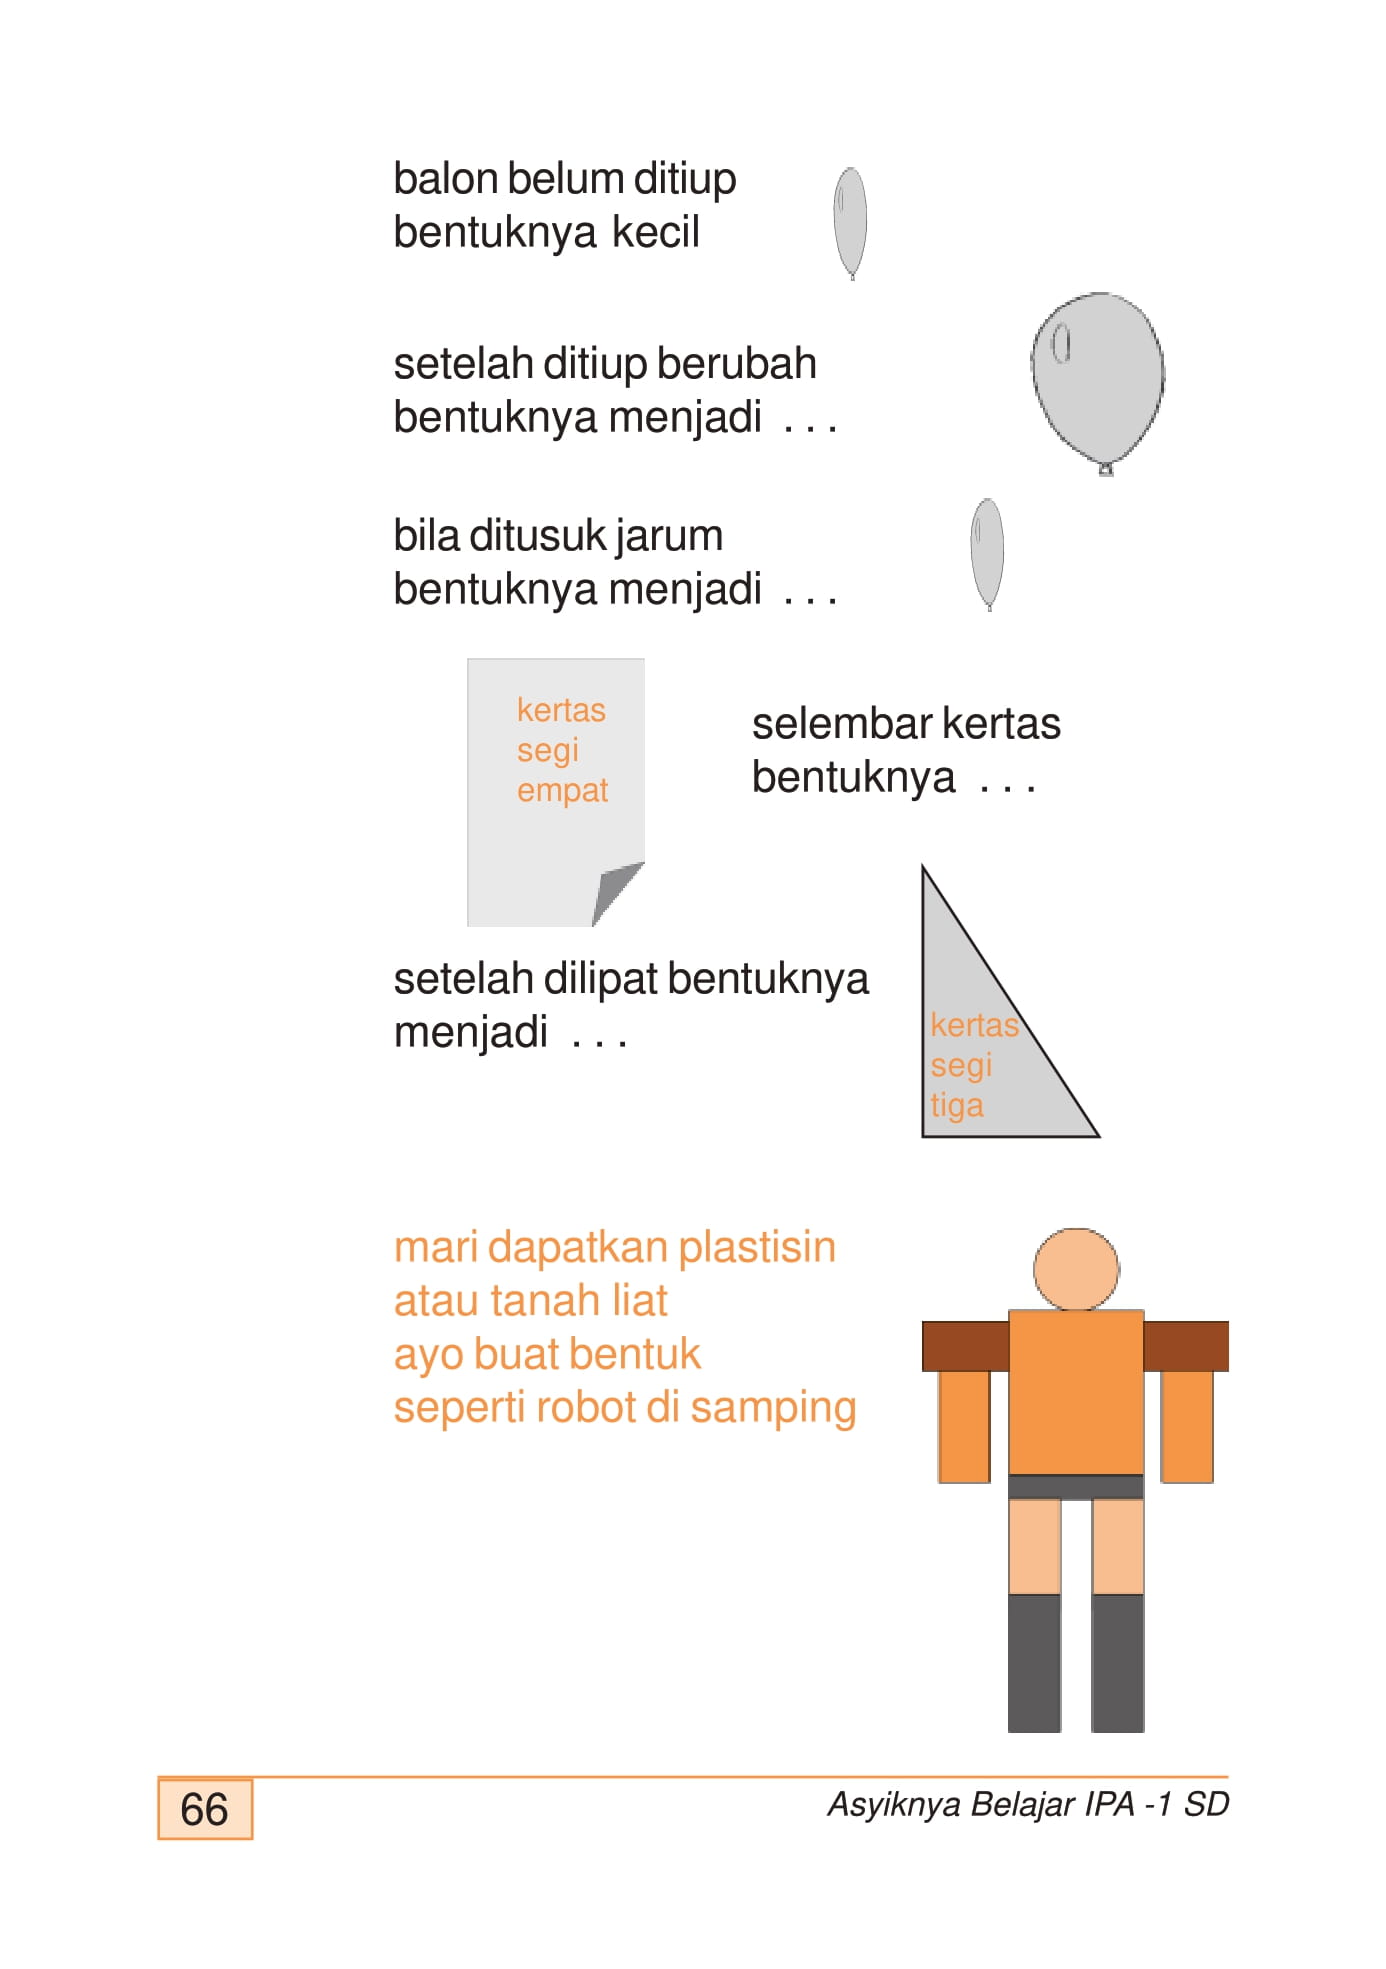 balon belum ditiup
bentuknya kecil
setelah ditiup berubah
bentuknya menjadi . . .
bila ditusuk jarum
bentuknya menjadi . . .
kertas
segi
empat
selembar kertas
bentuknya . . .
setelah dilipat bentuknya
menjadi . . .
kertas
segi
tiga
mari dapatkan plastisin
atau tanah liat
ayo buat bentuk
seperti robot di samping
66
Asyiknya Belajar IPA -1 SD